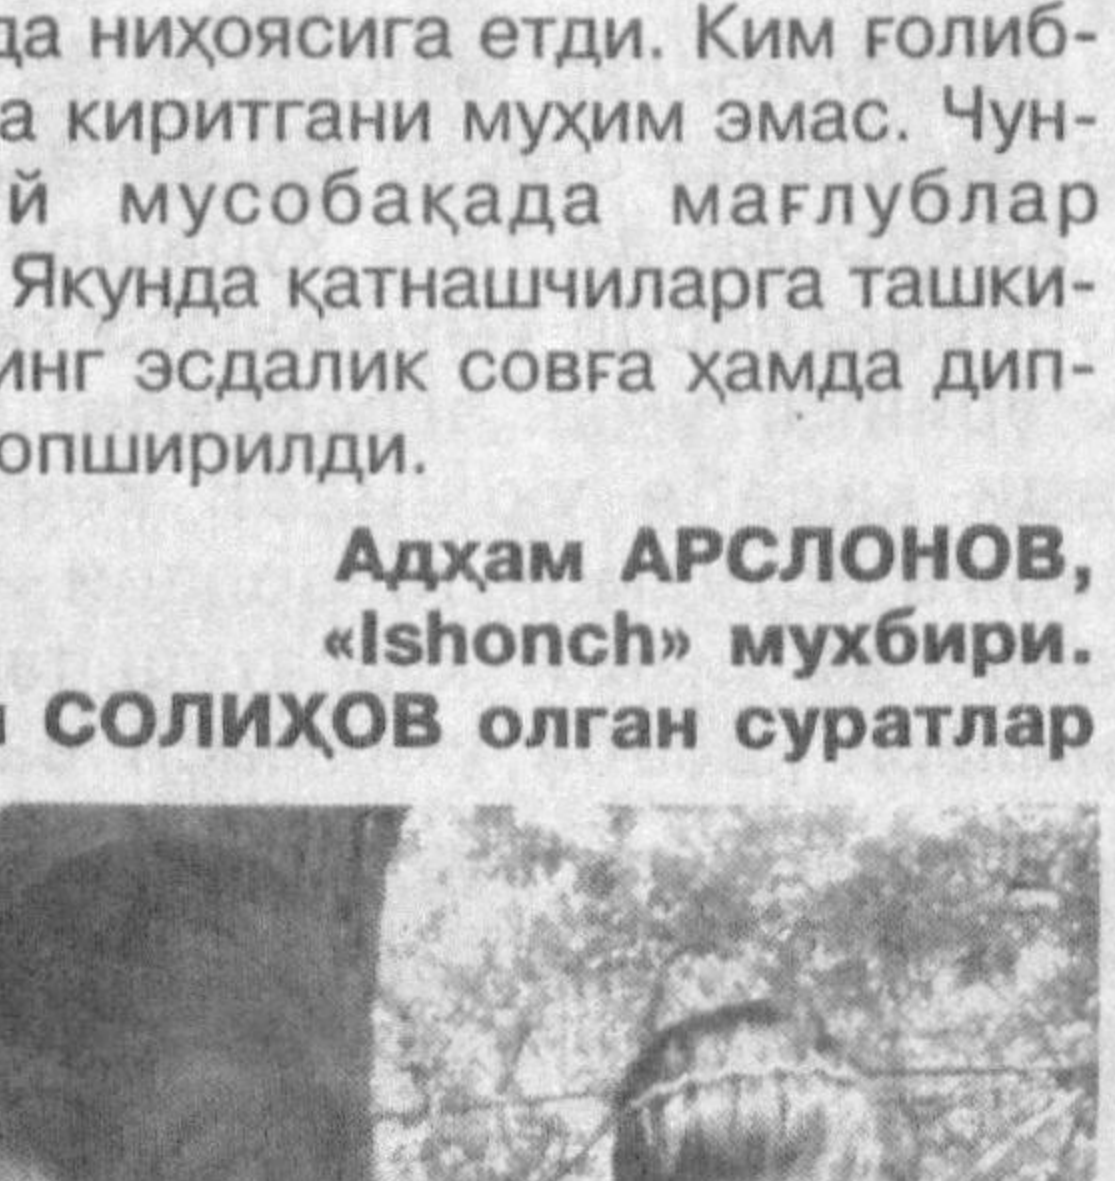 да ниҳоясига етди. Ким ғолиб-
а киритгани муҳим эмас. Чун-
й мусобақада мағлублар
Якунда қатнашчиларга ташки-
инг эсдалик совға ҳамда дип-
опширилди.
Адҳам АРСЛОНОВ,
«Ishonch» мухбири.
СОЛИҲОВ олган суратлар